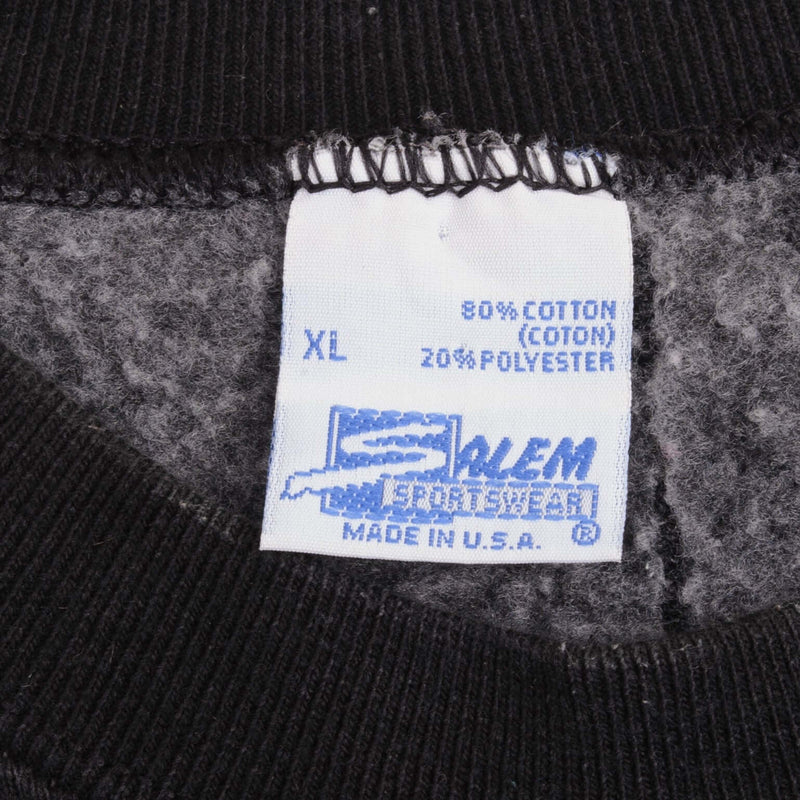 XL
80% COTTON
(COTON)
20% POLYESTER
SALEM
SPORTSWEAR
MADE IN U.S.A. ®